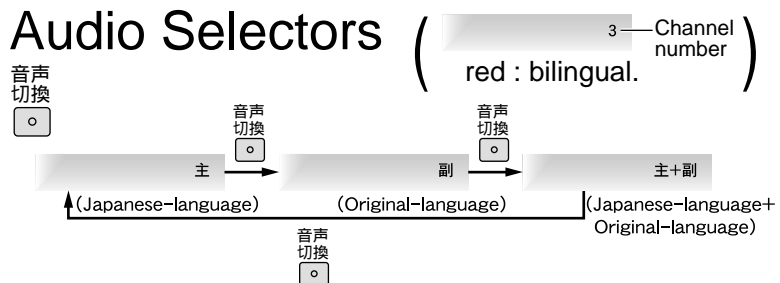 Audio Selectors
3
Channel
number
red : bilingual.
音声
切換
音声
切換
音声
切換
主
副
主+副
(Japanese-language)
(Original-language)
(Japanese-language+
Original-language)
音声
切換